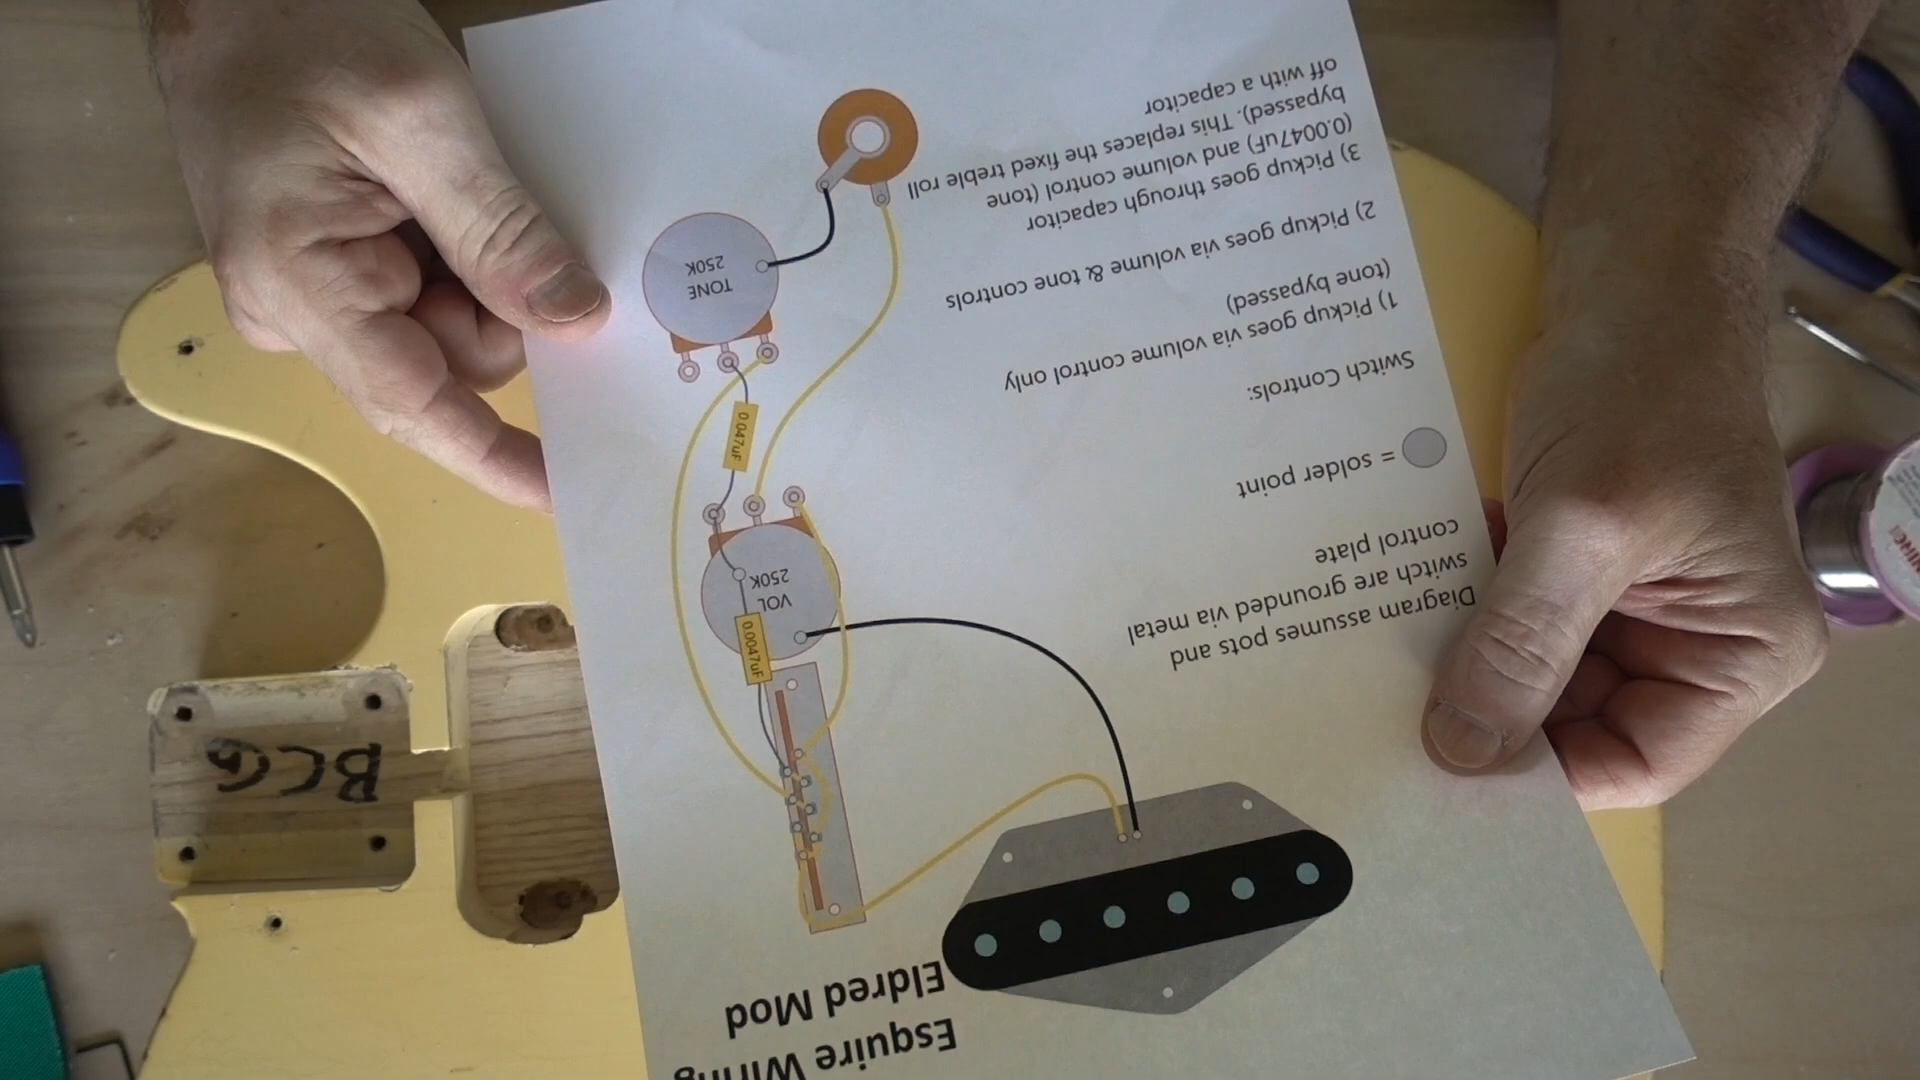 Esquire Wiring
Eldred Mod
Diagram assumes pots and
switch are grounded via metal
control plate
= solder point
Switch Controls:
1) Pickup goes via volume control only
(tone bypassed)
2) Pickup goes via volume & tone controls
3) Pickup goes through capacitor
(0.0047uF) and volume control (tone
bypassed). This replaces the fixed treble roll
off with a capacitor
0.0047uF
VOL
250K
0.047uF
TONE
250K
BCG